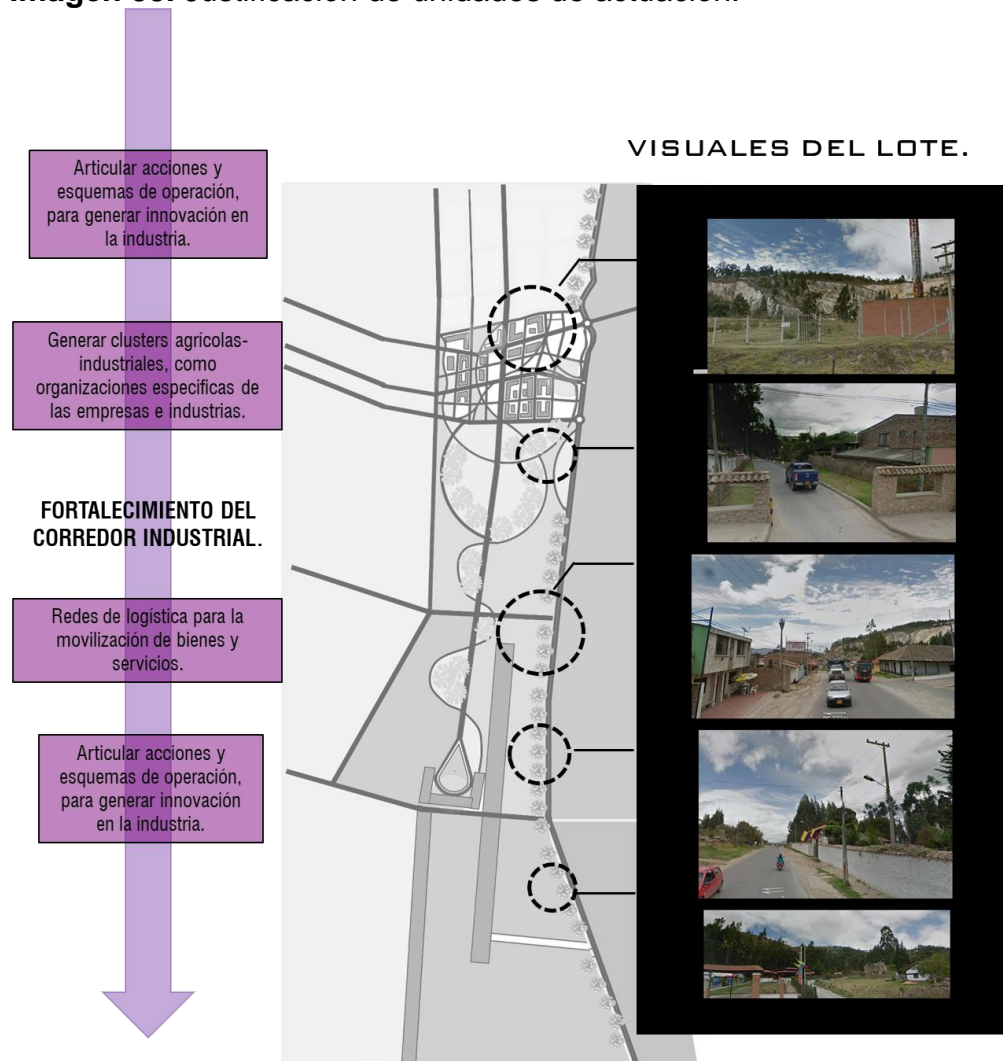 Imagen 33. Justificación de unidades de actuación.
VISUALES DEL LOTE.
Articular acciones y
esquemas de operación,
para generar innovación en
la industria.
Generar clusters agrícolas-
industriales, como
organizaciones especificas de
las empresas e industrias.
FORTALECIMIENTO DEL
CORREDOR INDUSTRIAL.
Redes de logística para la
movilización de bienes y
servicios.
Articular acciones y
esquemas de operación,
para generar innovación
en la industria.